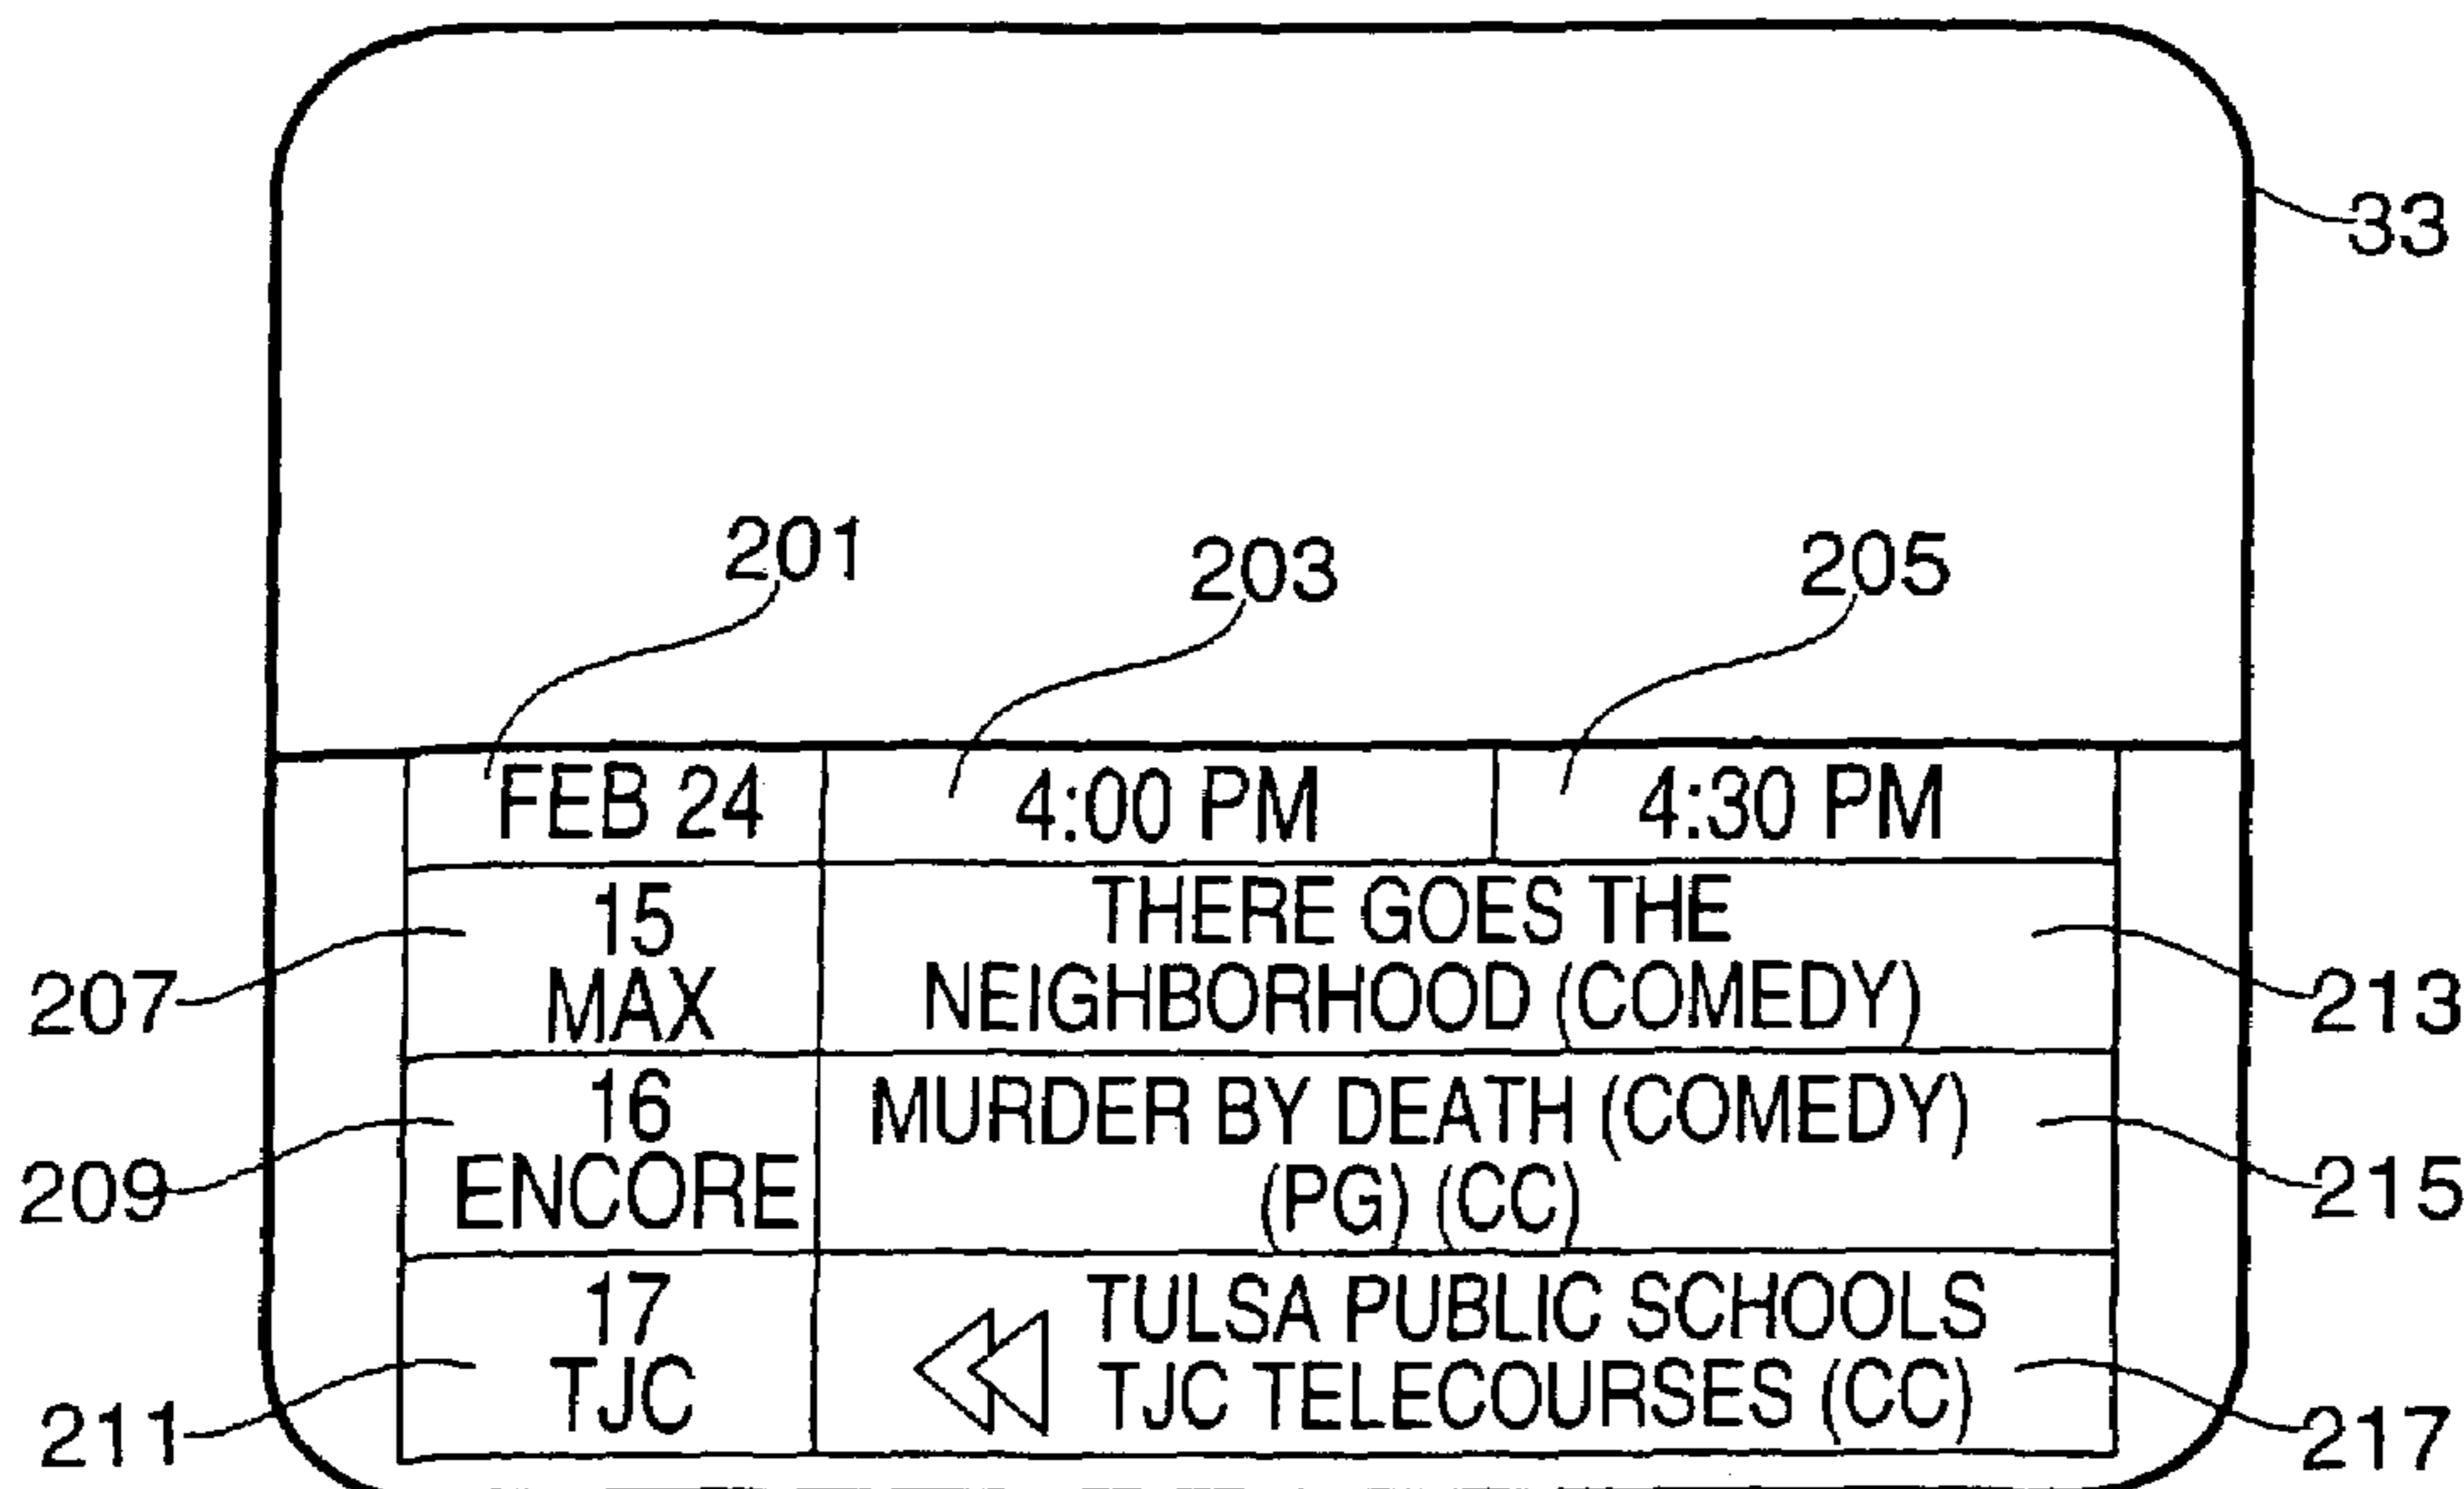 33
201
203
205
FEB 24
4:00 PM
4:30 PM
15
MAX
THERE GOES THE
NEIGHBORHOOD (COMEDY)
207
213
16
ENCORE
MURDER BY DEATH (COMEDY)
(PG) (CC)
209
215
17
TJC
TULSA PUBLIC SCHOOLS
TJC TELECOURSES (CC)
211
217